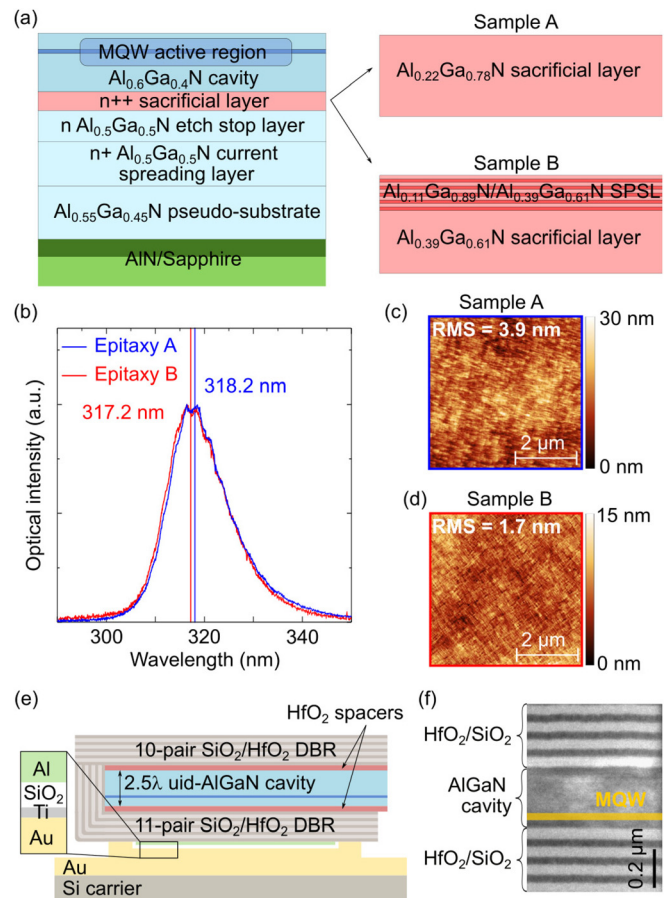 (a)
MQW active region
Al0.6Ga0.4N cavity
n++ sacrificial layer
n Al0.5Ga0.5N etch stop layer
n+ Al0.5Ga0.5N current
spreading layer
Al0.55Ga0.45N pseudo-substrate
AlN/Sapphire
Sample A
Al0.22Ga0.78N sacrificial layer
Sample B
Al0.11Ga0.89N/Al0.39Ga0.61N SPSL
Al0.39Ga0.61N sacrificial layer
(b)
Epitaxy A
Epitaxy B
318.2 nm
317.2 nm
Optical intensity (a.u.)
300
320
340
Wavelength (nm)
(c)
Sample A
RMS = 3.9 nm
2 µm
30 nm
0 nm
(d)
Sample B
RMS = 1.7 nm
2 µm
15 nm
0 nm
(e)
HfO2 spacers
10-pair SiO2/HfO2 DBR
2.5λ uid-AlGaN cavity
11-pair SiO2/HfO2 DBR
Al
SiO2
Ti
Au
Au
Si carrier
(f)
HfO2/SiO2
AlGaN
cavity
MQW
HfO2/SiO2
0.2 µm